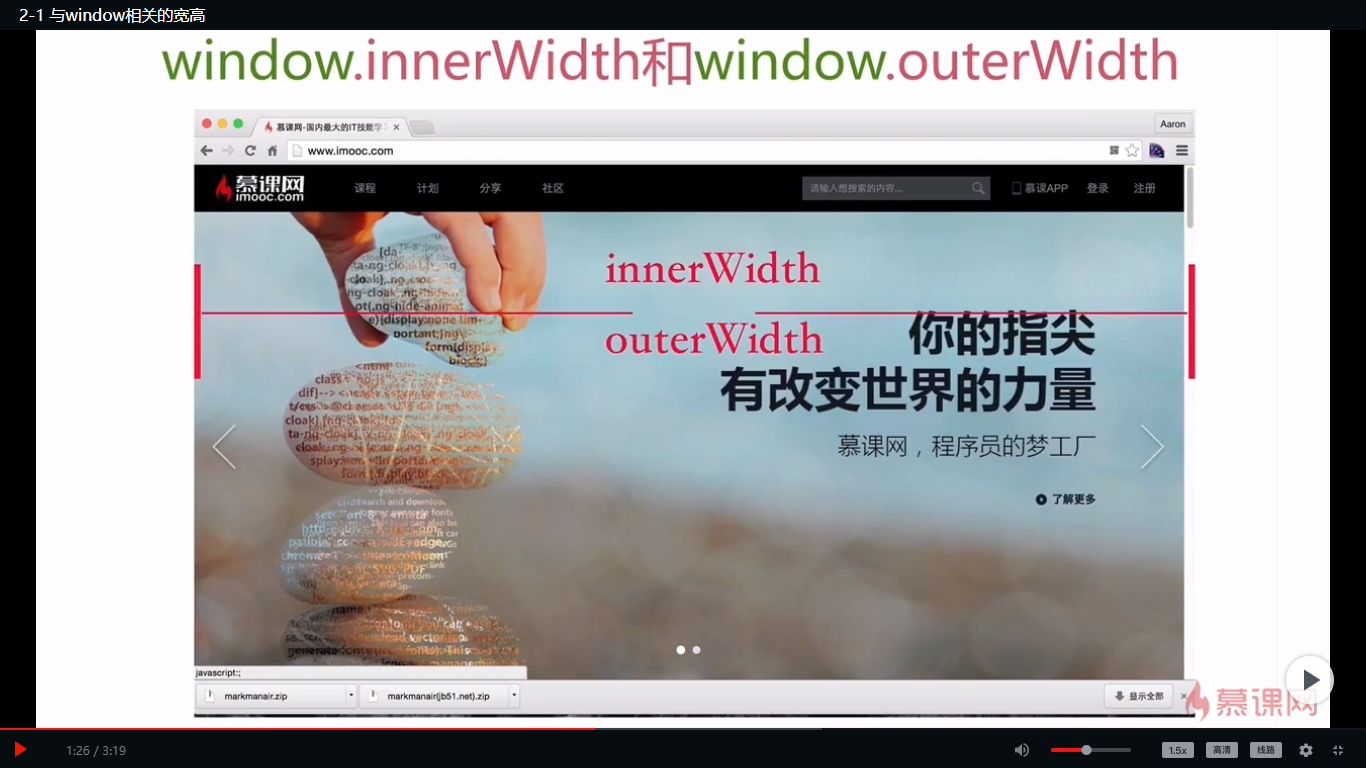 2-1 与window相关的宽高
window.innerWidth和window.outerWidth
慕课网-国内最大的IT技能学
Aaron
www.imooc.com
慕课网
imooc.com
课程
计划
分享
社区
请输入想搜索的内容...
慕课APP
登录
注册
innerWidth
outerWidth
你的指尖
有改变世界的力量
慕课网，程序员的梦工厂
了解更多
javascript:;
markmanair.zip
markmanair(jb51.net).zip
显示全部
慕课网
1:26 / 3:19
1.5x
高清
线路